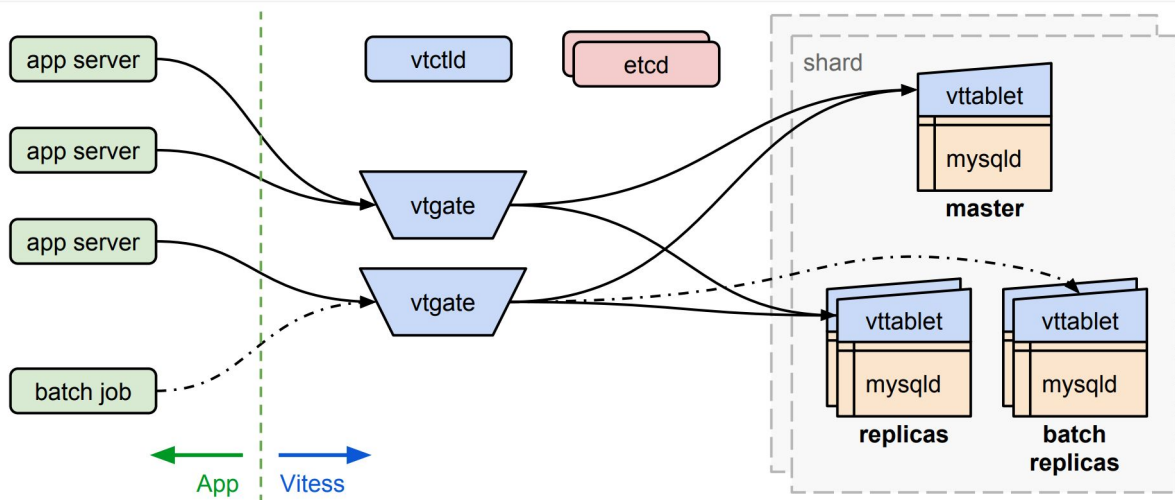 app server
vtctld
etcd
shard
vttablet
mysqld
master
app server
vtgate
app server
vtgate
batch job
vttablet
mysqld
replicas
vttablet
mysqld
batch
replicas
App
Vitess